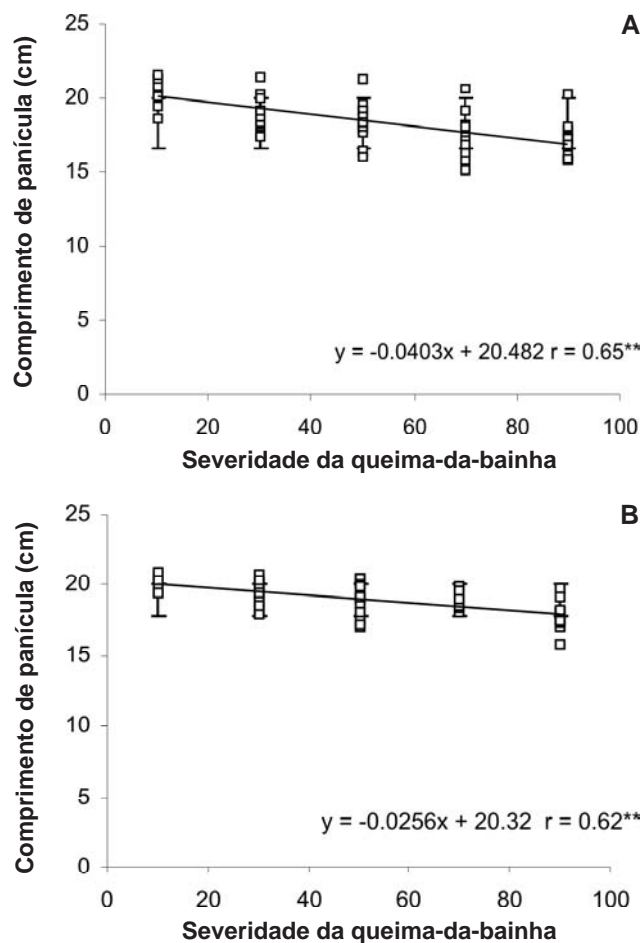 A
Comprimento de panícula (cm)
25
20
15
10
5
0
y = -0.0403x + 20.482 r = 0.65**
0 20 40 60 80 100
Severidade da queima-da-bainha
B
Comprimento de panícula (cm)
25
20
15
10
5
0
y = -0.0256x + 20.32 r = 0.62**
0 20 40 60 80 100
Severidade da queima-da-bainha